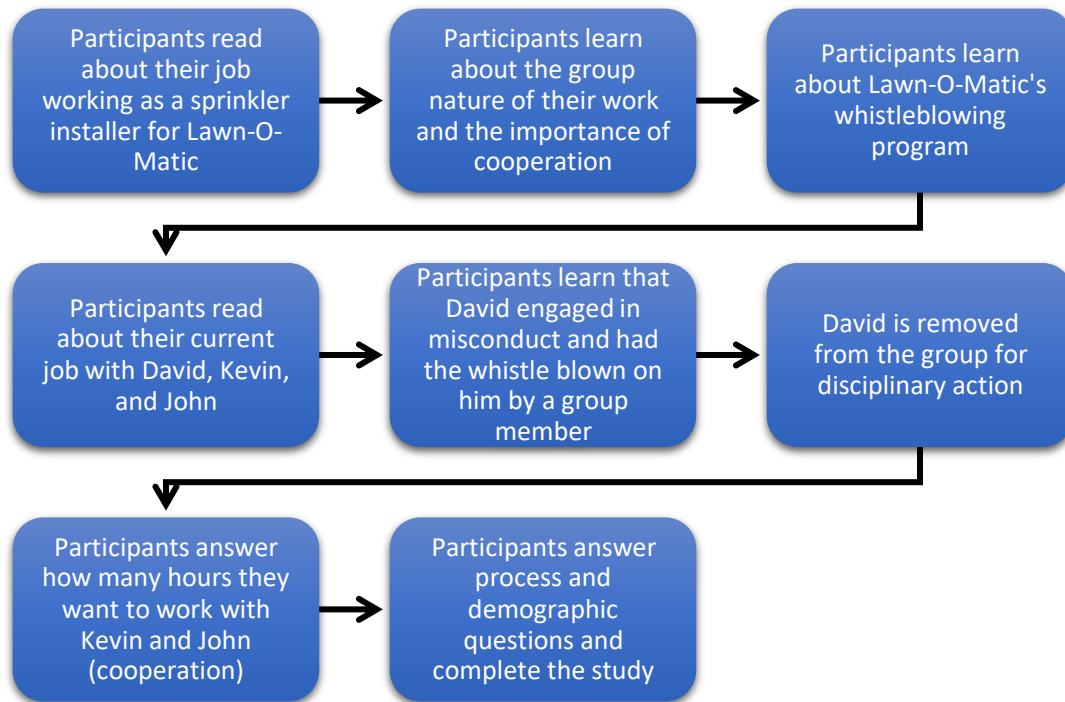 Participants read
about their job
working as a sprinkler
installer for Lawn-O-
Matic
Participants learn
about the group
nature of their work
and the importance of
cooperation
Participants learn
about Lawn-O-Matic's
whistleblowing
program
Participants read
about their current
job with David, Kevin,
and John
Participants learn that
David engaged in
misconduct and had
the whistle blown on
him by a group
member
David is removed
from the group for
disciplinary action
Participants answer
how many hours they
want to work with
Kevin and John
(cooperation)
Participants answer
process and
demographic
questions and
complete the study